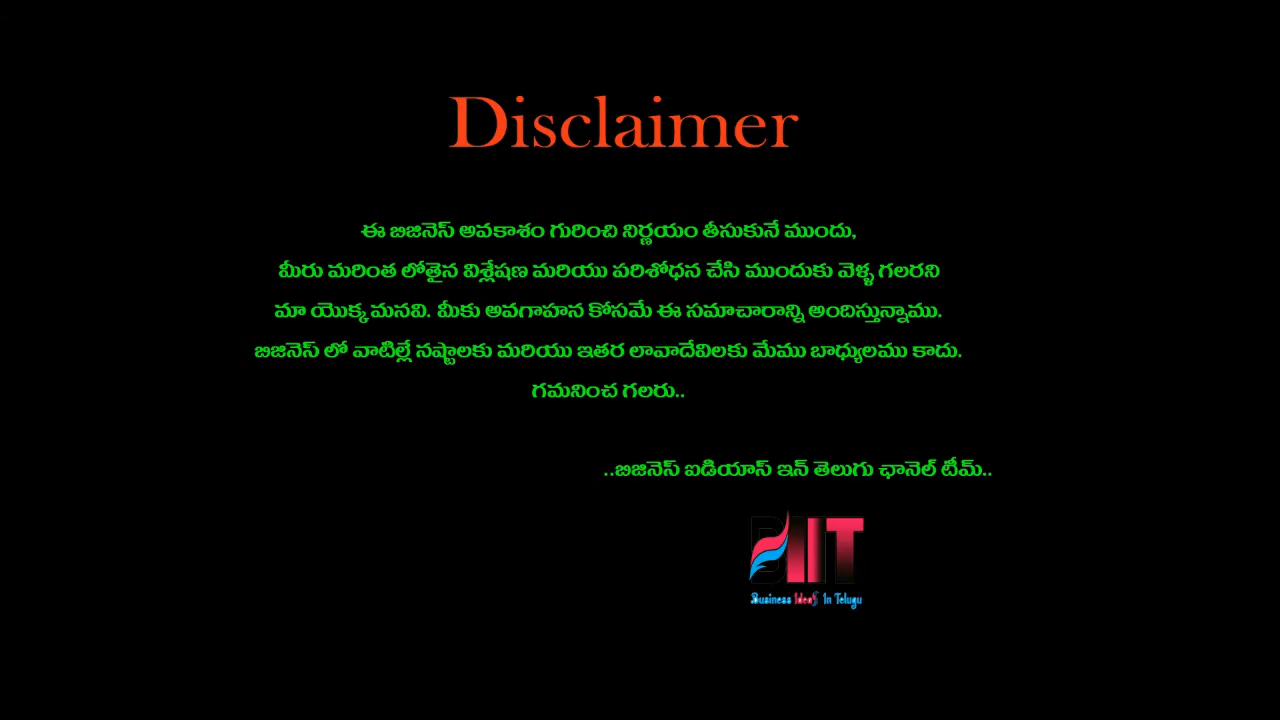 Disclaimer
ఈ బిజినెస్ అవకాశం గురించి నిర్ణయం తీసుకునే ముందు,
మీరు మరింత లోతైన విశ్లేషణ మరియు పరిశోధన చేసి ముందుకు వెళ్ళ గలరని
మా యొక్క మనవి. మీకు అవగాహన కోసమే ఈ సమాచారాన్ని అందిస్తున్నాము.
బిజినెస్ లో వాటిల్లే నష్టాలకు మరియు ఇతర లావాదేవిలకు మేము బాధ్యులము కాదు.
గమనించ గలరు..
..బిజినెస్ ఐడియాస్ ఇన్ తెలుగు ఛానెల్ టీమ్..
BIIT
Business Ideas In Telugu